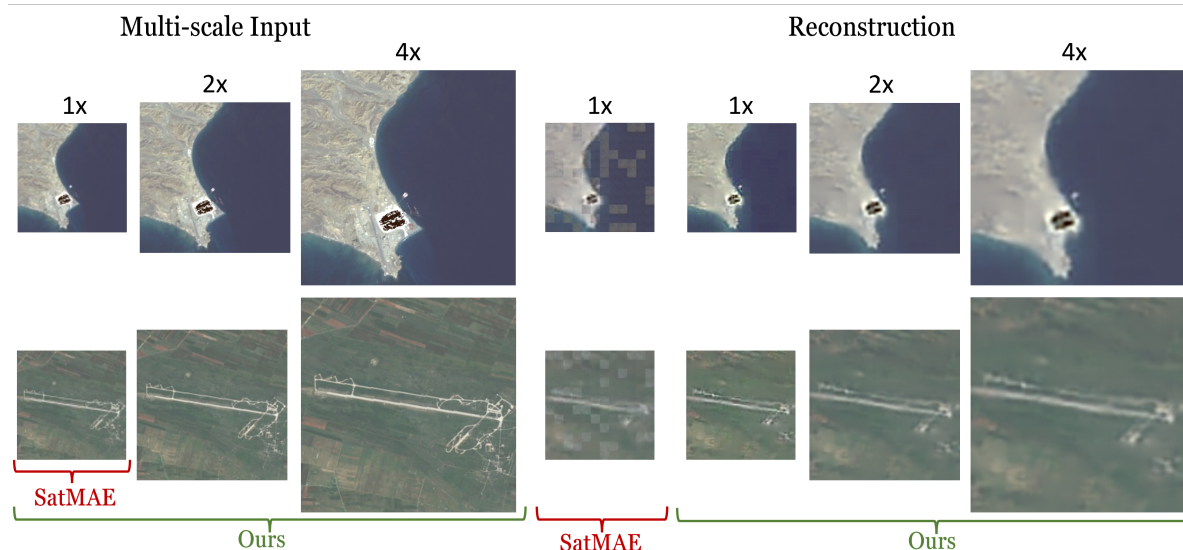 Multi-scale Input
Reconstruction
1x
2x
4x
1x
1x
2x
4x
SatMAE
Ours
SatMAE
Ours